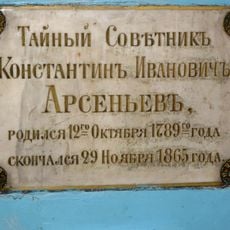 Тайный Совѣтникъ
Константинъ Ивановичъ
Арсеньевъ,
родился 12го Октября 1789го года
скончался 29 Ноября 1865 года.